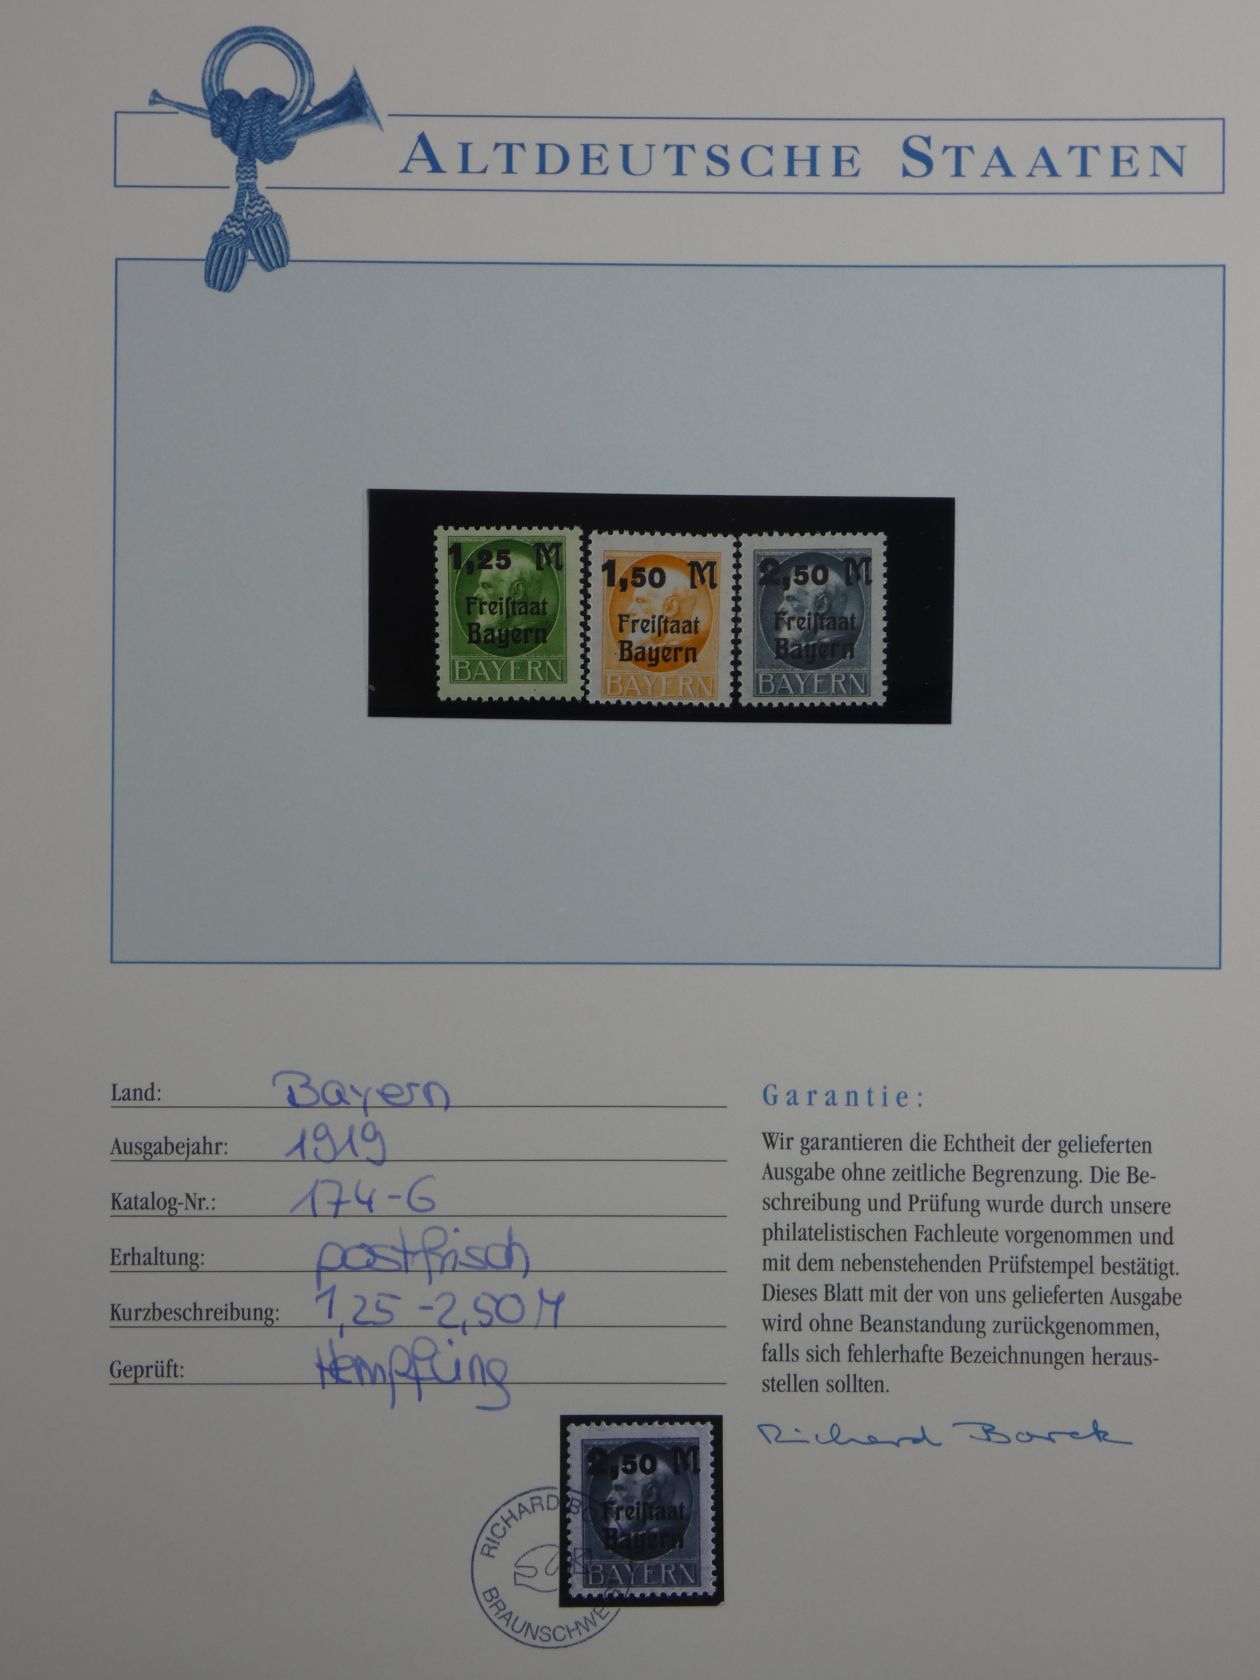 ALTDEUTSCHE STAATEN
1,25 M
Freiſtaat
Bayern
BAYERN
1,50 M
Freiſtaat
Bayern
BAYERN
2,50 M
Freiſtaat
Bayern
BAYERN
Land: Bayern
Ausgabejahr: 1919
Katalog-Nr.: 174-6
Erhaltung: postfrisch
Kurzbeschreibung: 1,25-2,50 M
Geprüft: Hempfling
Garantie:
Wir garantieren die Echtheit der gelieferten
Ausgabe ohne zeitliche Begrenzung. Die Be-
schreibung und Prüfung wurde durch unsere
philatelistischen Fachleute vorgenommen und
mit dem nebenstehenden Prüfstempel bestätigt.
Dieses Blatt mit der von uns gelieferten Ausgabe
wird ohne Beanstandung zurückgenommen,
falls sich fehlerhafte Bezeichnungen heraus-
stellen sollten.
Richard Borek
2,50 M
Freiſtaat
Bayern
BAYERN
RICHARD BO
BRAUNSCHWEIG